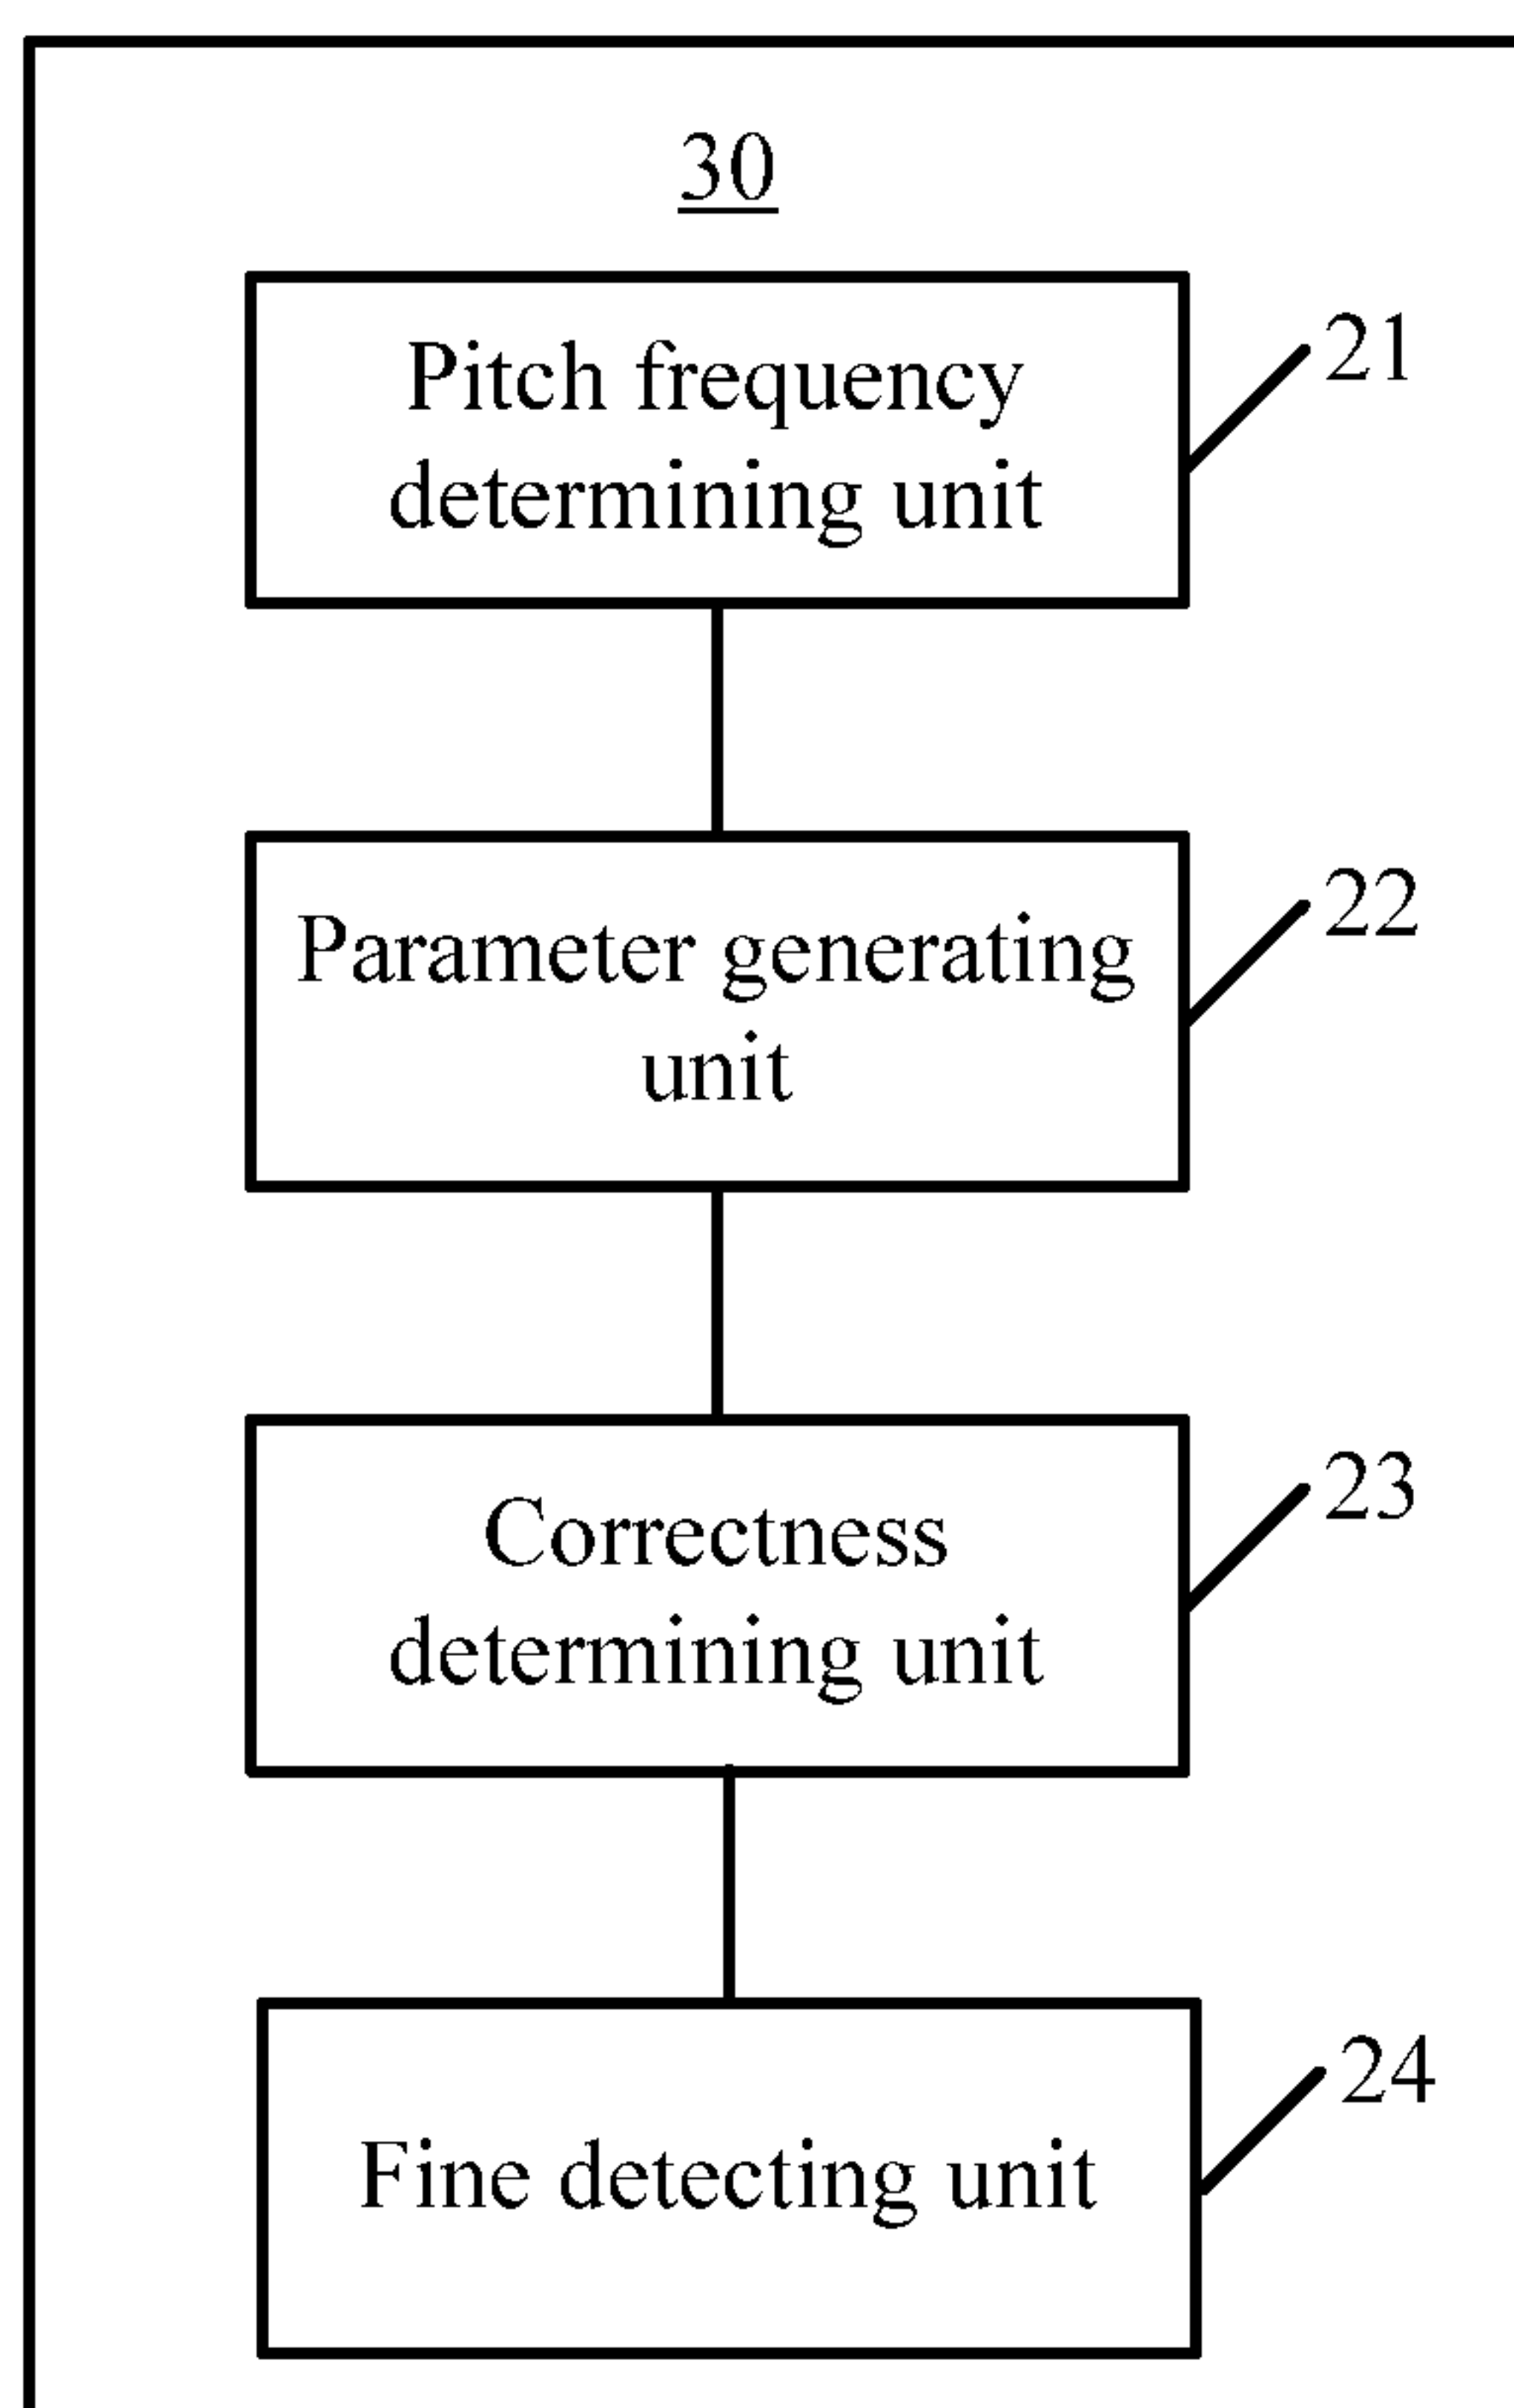 30
Pitch frequency
determining unit
21
Parameter generating
unit
22
Correctness
determining unit
23
Fine detecting unit
24